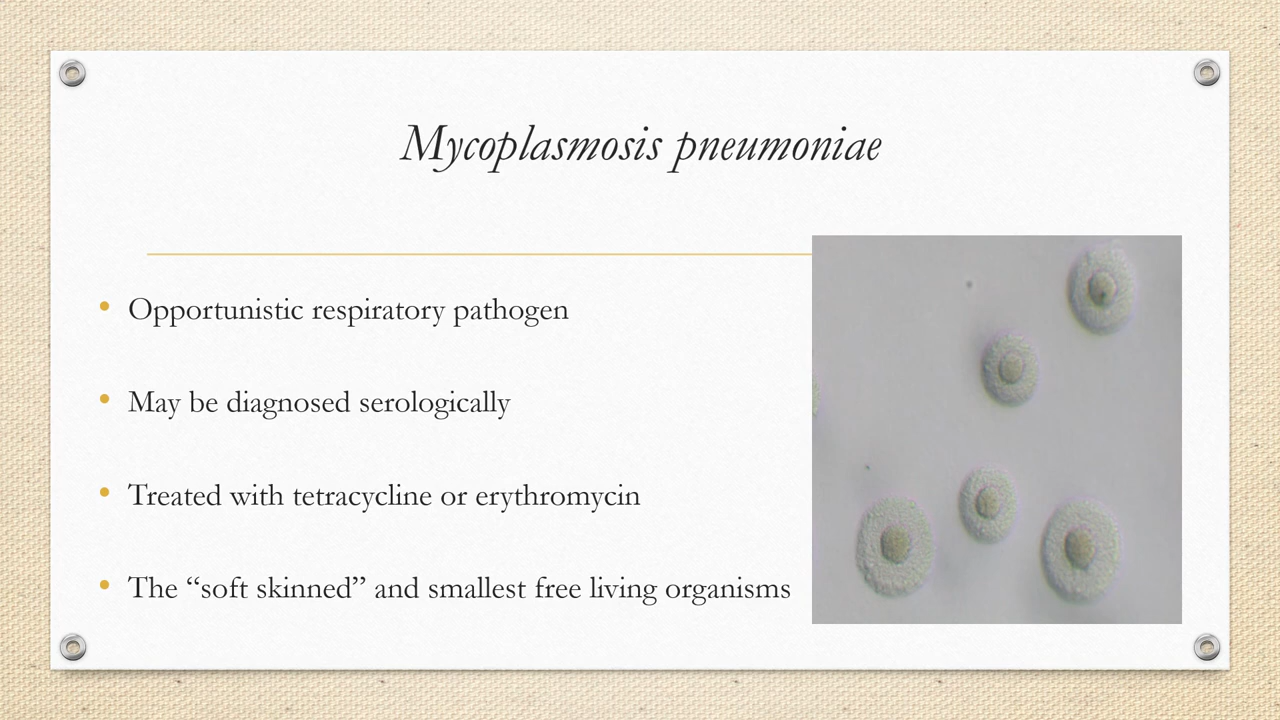 Mycoplasmosis pneumoniae
• Opportunistic respiratory pathogen
• May be diagnosed serologically
• Treated with tetracycline or erythromycin
• The “soft skinned” and smallest free living organisms